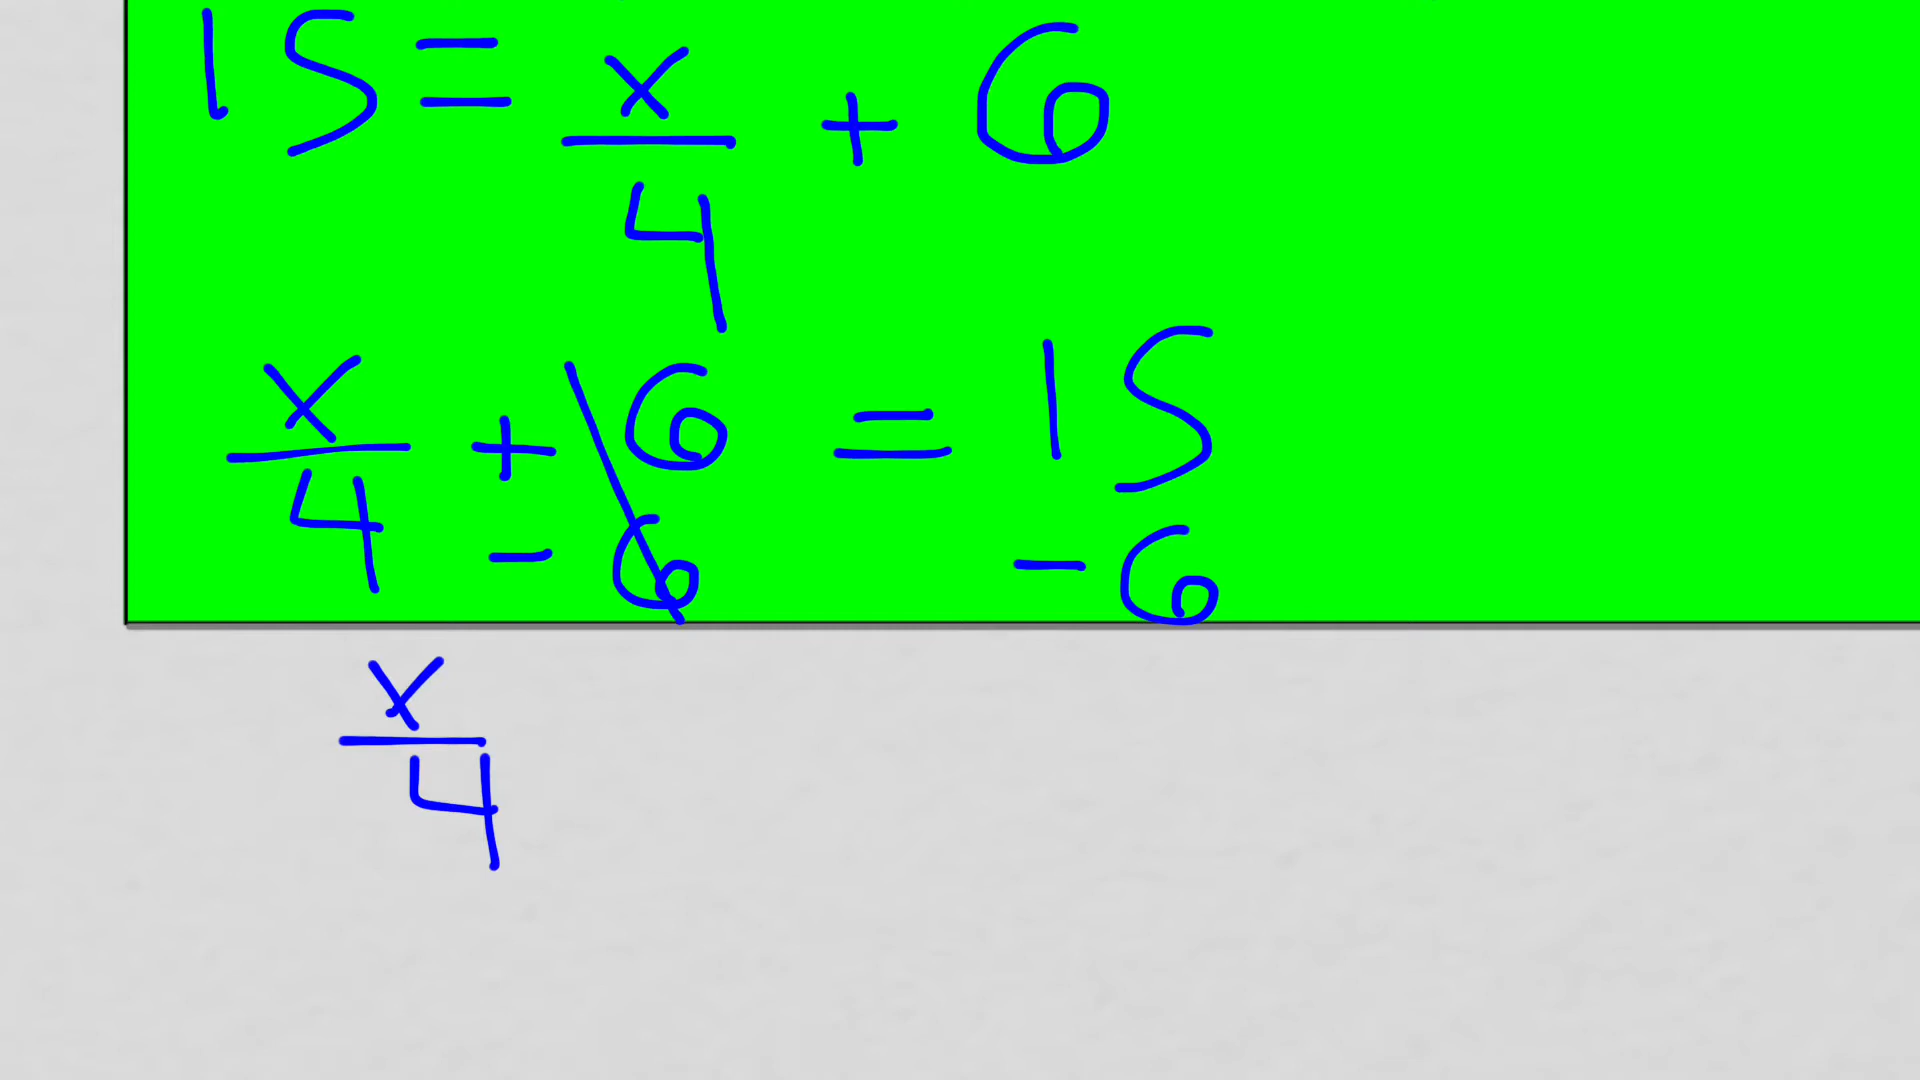 15 = x/4 + 6
x/4 + 6 = 15
- 6 - 6
x/4